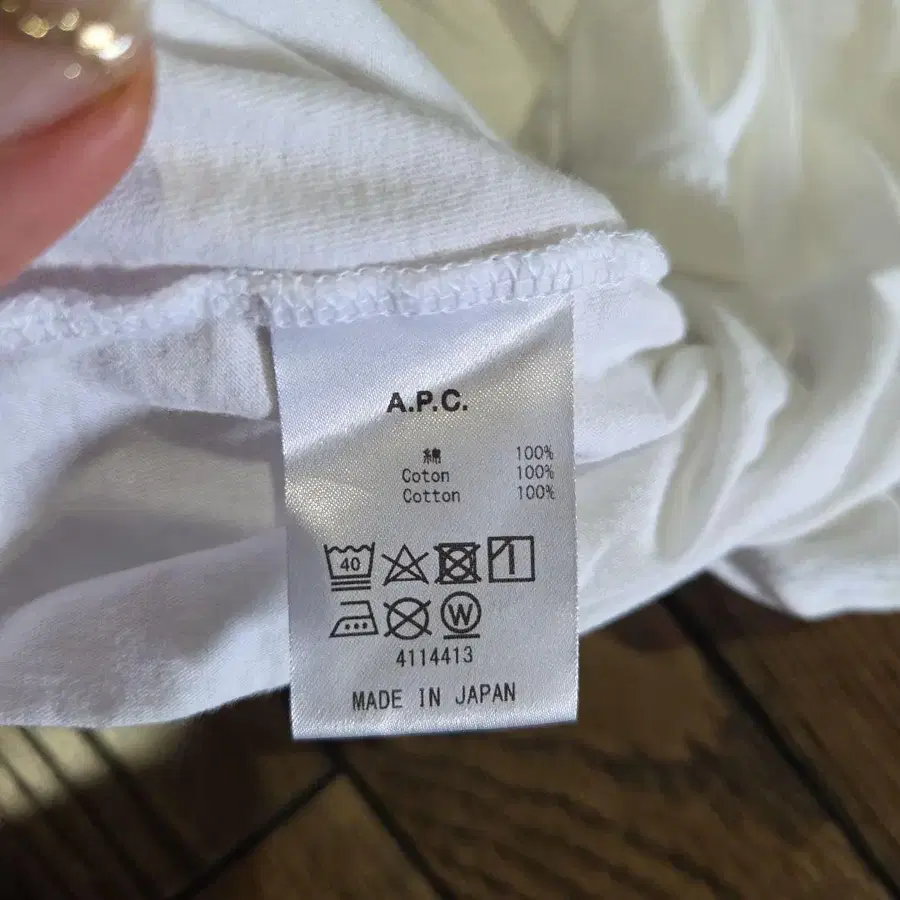 A.P.C.
綿 100%
Coton 100%
Cotton 100%
40
W
4114413
MADE IN JAPAN